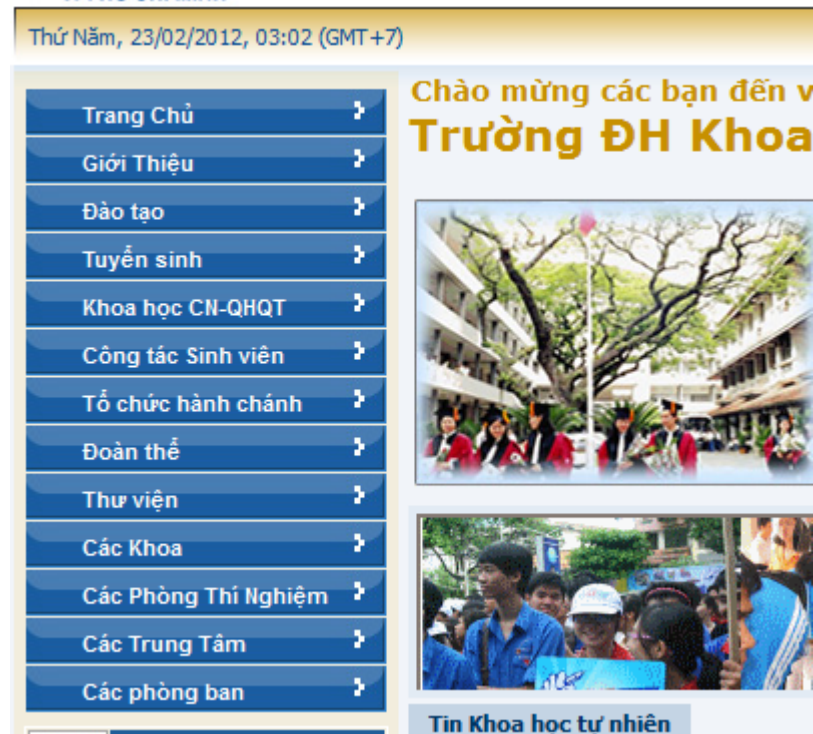 Thứ Năm, 23/02/2012, 03:02 (GMT+7)
Chào mừng các bạn đến
Trường ĐH Khoa
Trang Chủ
Giới Thiệu
Đào tạo
Tuyển sinh
Khoa học CN-QHQT
Công tác Sinh viên
Tổ chức hành chánh
Đoàn thể
Thư viện
Các Khoa
Các Phòng Thí Nghiệm
Các Trung Tâm
Các phòng ban
Tin Khoa học tự nhiên